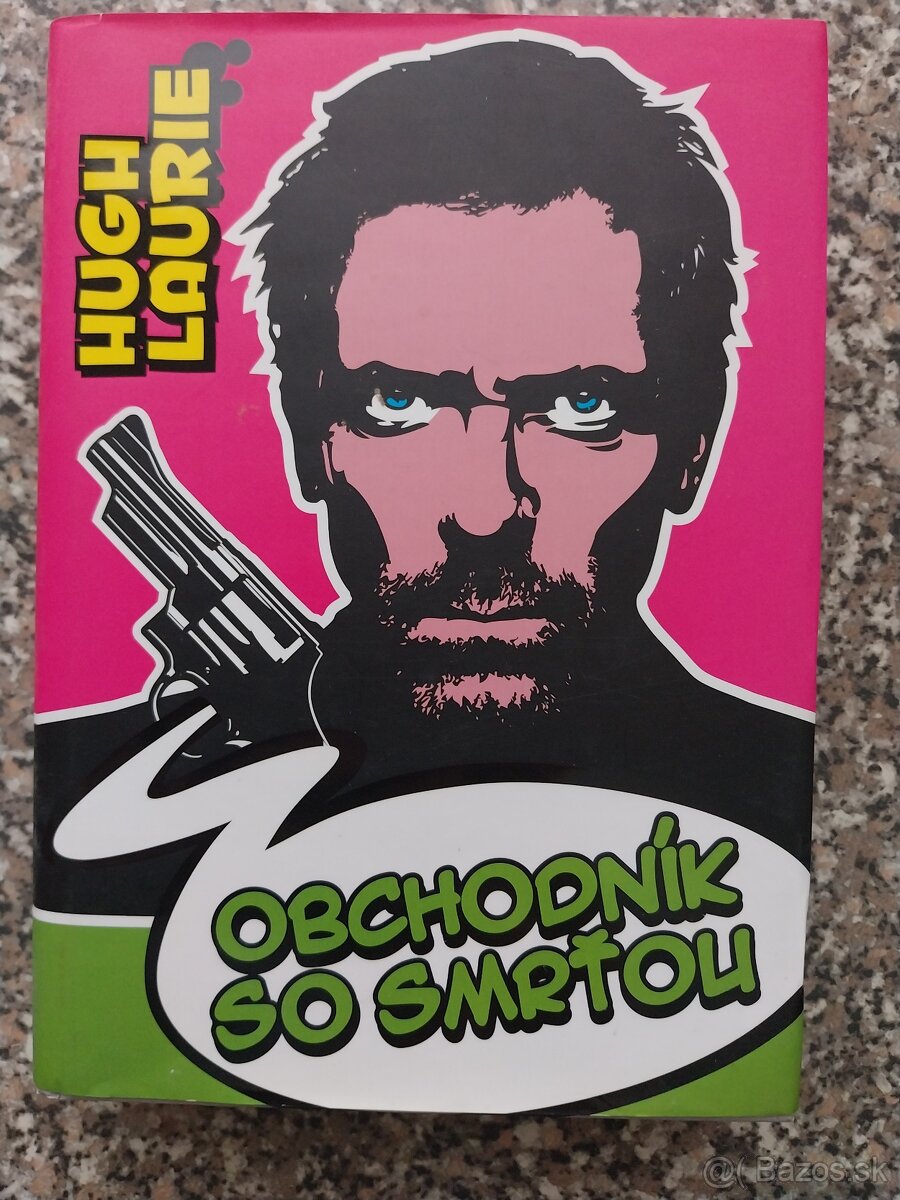 HUGH
LAURIE
OBCHODNÍK
SO SMRŤOU
@( Bazos.sk